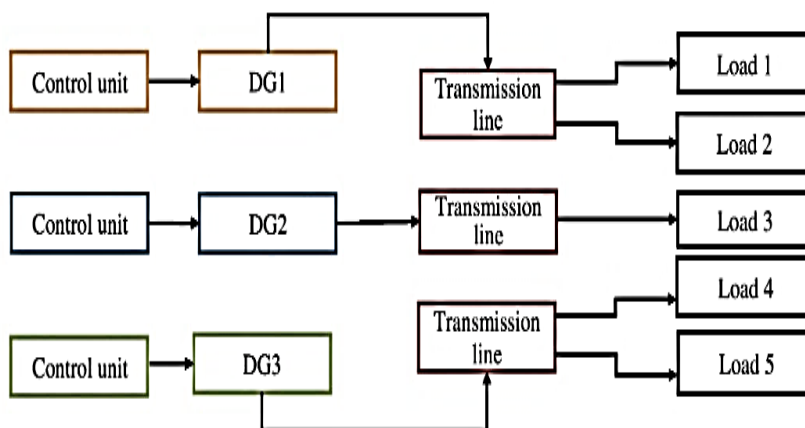 Control unit
DG1
Transmission
line
Load 1
Load 2
Control unit
DG2
Transmission
line
Load 3
Control unit
DG3
Transmission
line
Load 4
Load 5